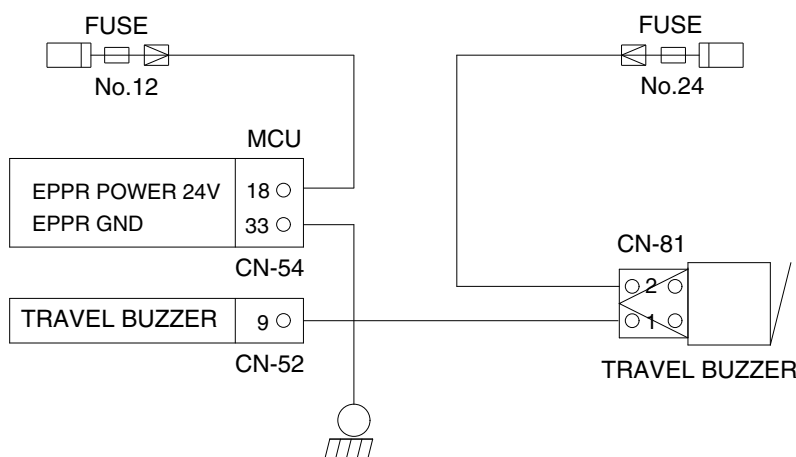 FUSE
No.12
FUSE
No.24
MCU
EPPR POWER 24V 18
EPPR GND 33
CN-54
TRAVEL BUZZER 9
CN-52
CN-81
2
1
TRAVEL BUZZER